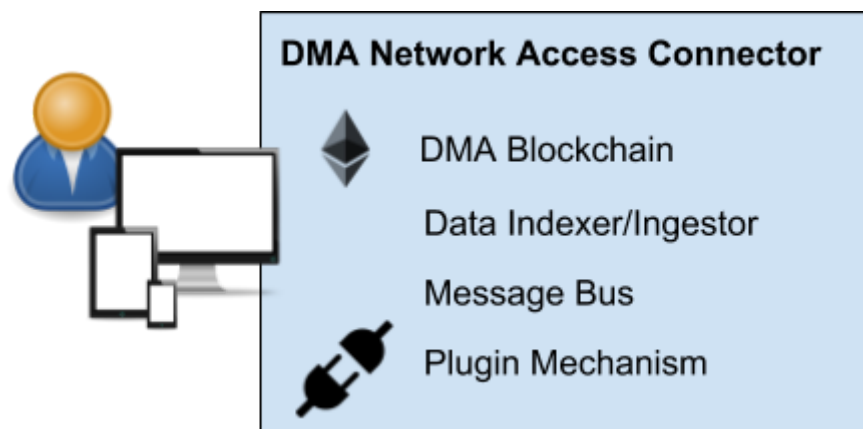 DMA Network Access Connector
DMA Blockchain
Data Indexer/Ingestor
Message Bus
Plugin Mechanism